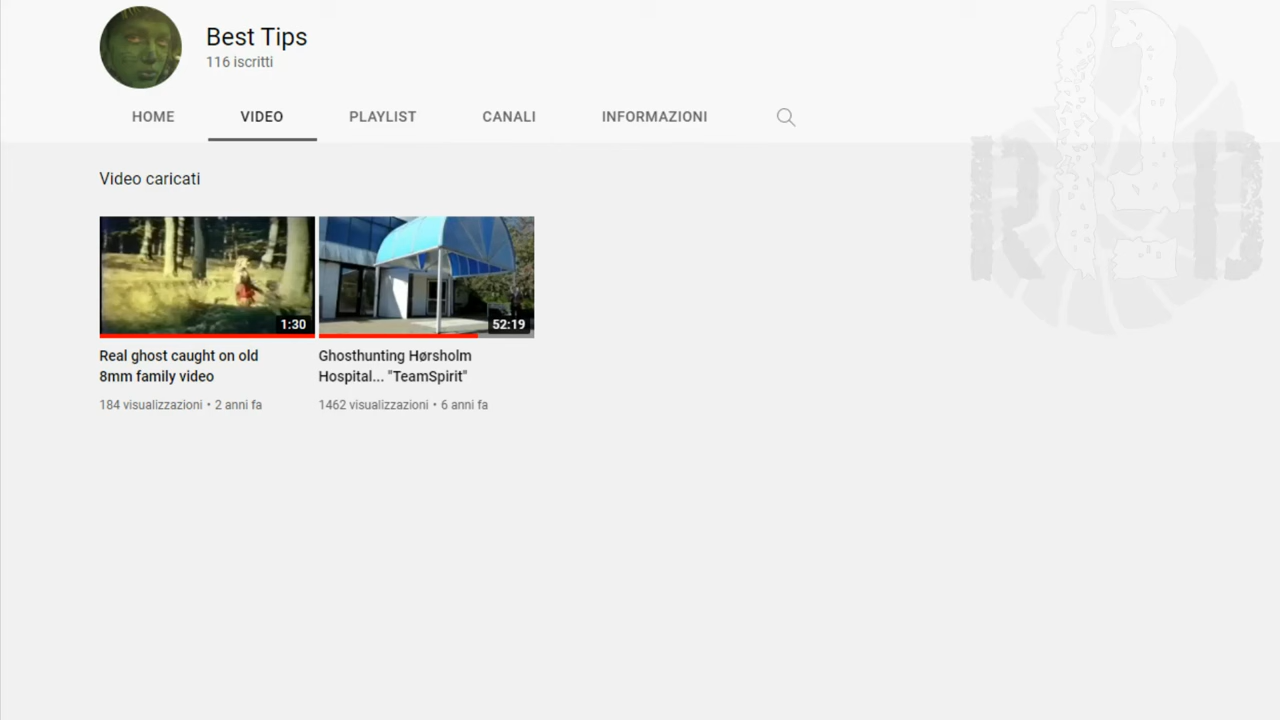 Best Tips
116 iscritti
HOME VIDEO PLAYLIST CANALI INFORMAZIONI
Video caricati
1:30
52:19
Real ghost caught on old
8mm family video
184 visualizzazioni • 2 anni fa
Ghosthunting Hørsholm
Hospital... "TeamSpirit"
1462 visualizzazioni • 6 anni fa